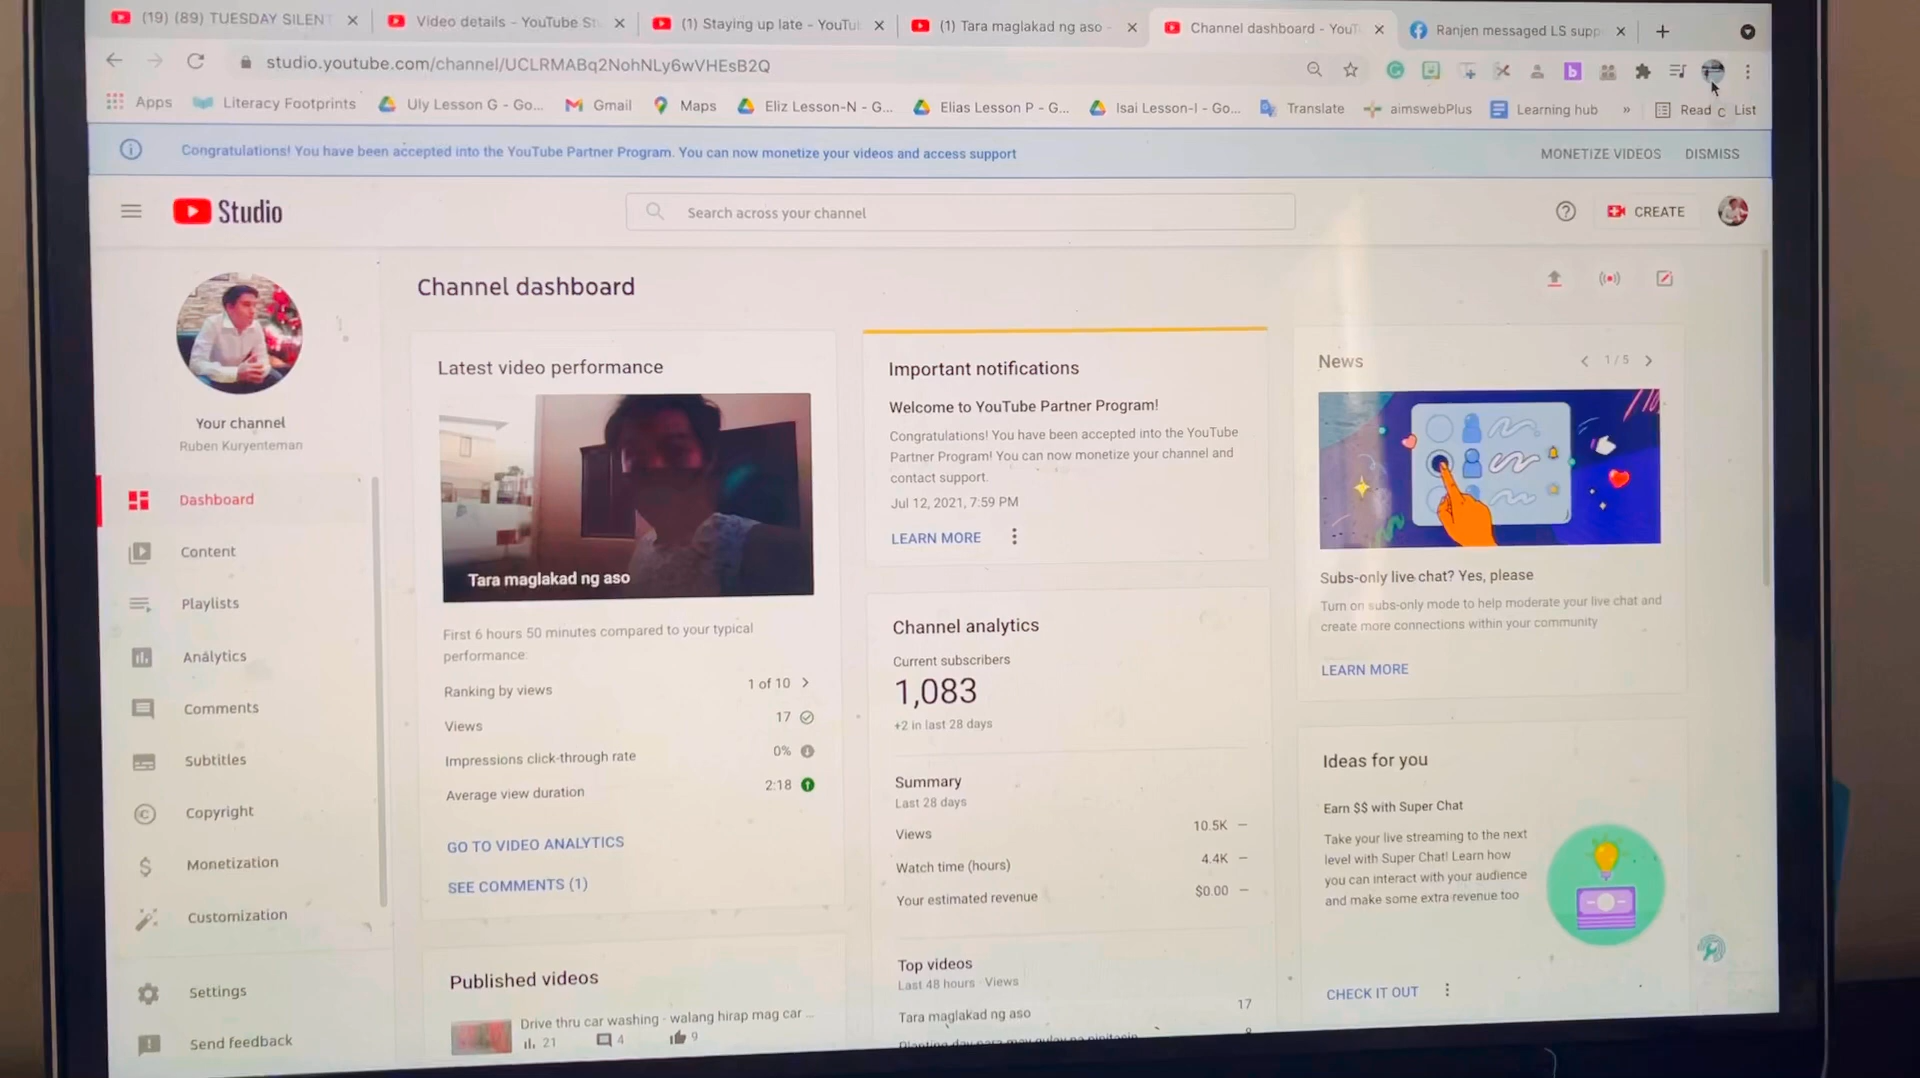 (19) (89) TUESDAY SILENT
Video details - YouTube St
(1) Staying up late - YouTub
(1) Tara maglakad ng aso -
Channel dashboard - YouT
Ranjen messaged LS supp
studio.youtube.com/channel/UCLRMABq2NohNLy6wVHEsB2Q
Apps
Literacy Footprints
Uly Lesson G - Go...
Gmail
Maps
Eliz Lesson-N - G...
Elias Lesson P - G...
Isai Lesson-I - Go...
Translate
aimswebPlus
Learning hub
»
List
Congratulations! You have been accepted into the YouTube Partner Program. You can now monetize your videos and access support
MONETIZE VIDEOS
DISMISS
Studio
Search across your channel
CREATE
Your channel
Ruben Kuryenteman
Dashboard
Content
Playlists
Analytics
Comments
Subtitles
Copyright
Monetization
Customization
Settings
Send feedback
Channel dashboard
Latest video performance
Tara maglakad ng aso
First 6 hours 50 minutes compared to your typical
performance:
Ranking by views 1 of 10
Views 17
Impressions click-through rate 0%
Average view duration 2:18
GO TO VIDEO ANALYTICS
SEE COMMENTS (1)
Published videos
Drive thru car washing - walang hirap mag car ...
21 4 9
Important notifications
Welcome to YouTube Partner Program!
Congratulations! You have been accepted into the YouTube
Partner Program! You can now monetize your channel and
contact support.
Jul 12, 2021, 7:59 PM
LEARN MORE
Channel analytics
Current subscribers
1,083
+2 in last 28 days
Summary
Last 28 days
Views 10.5K —
Watch time (hours) 4.4K —
Your estimated revenue $0.00 —
Top videos
Last 48 hours · Views
Tara maglakad ng aso 17
News
1 / 5
Subs-only live chat? Yes, please
Turn on subs-only mode to help moderate your live chat and
create more connections within your community
LEARN MORE
Ideas for you
Earn $$ with Super Chat
Take your live streaming to the next
level with Super Chat! Learn how
you can interact with your audience
and make some extra revenue too
CHECK IT OUT